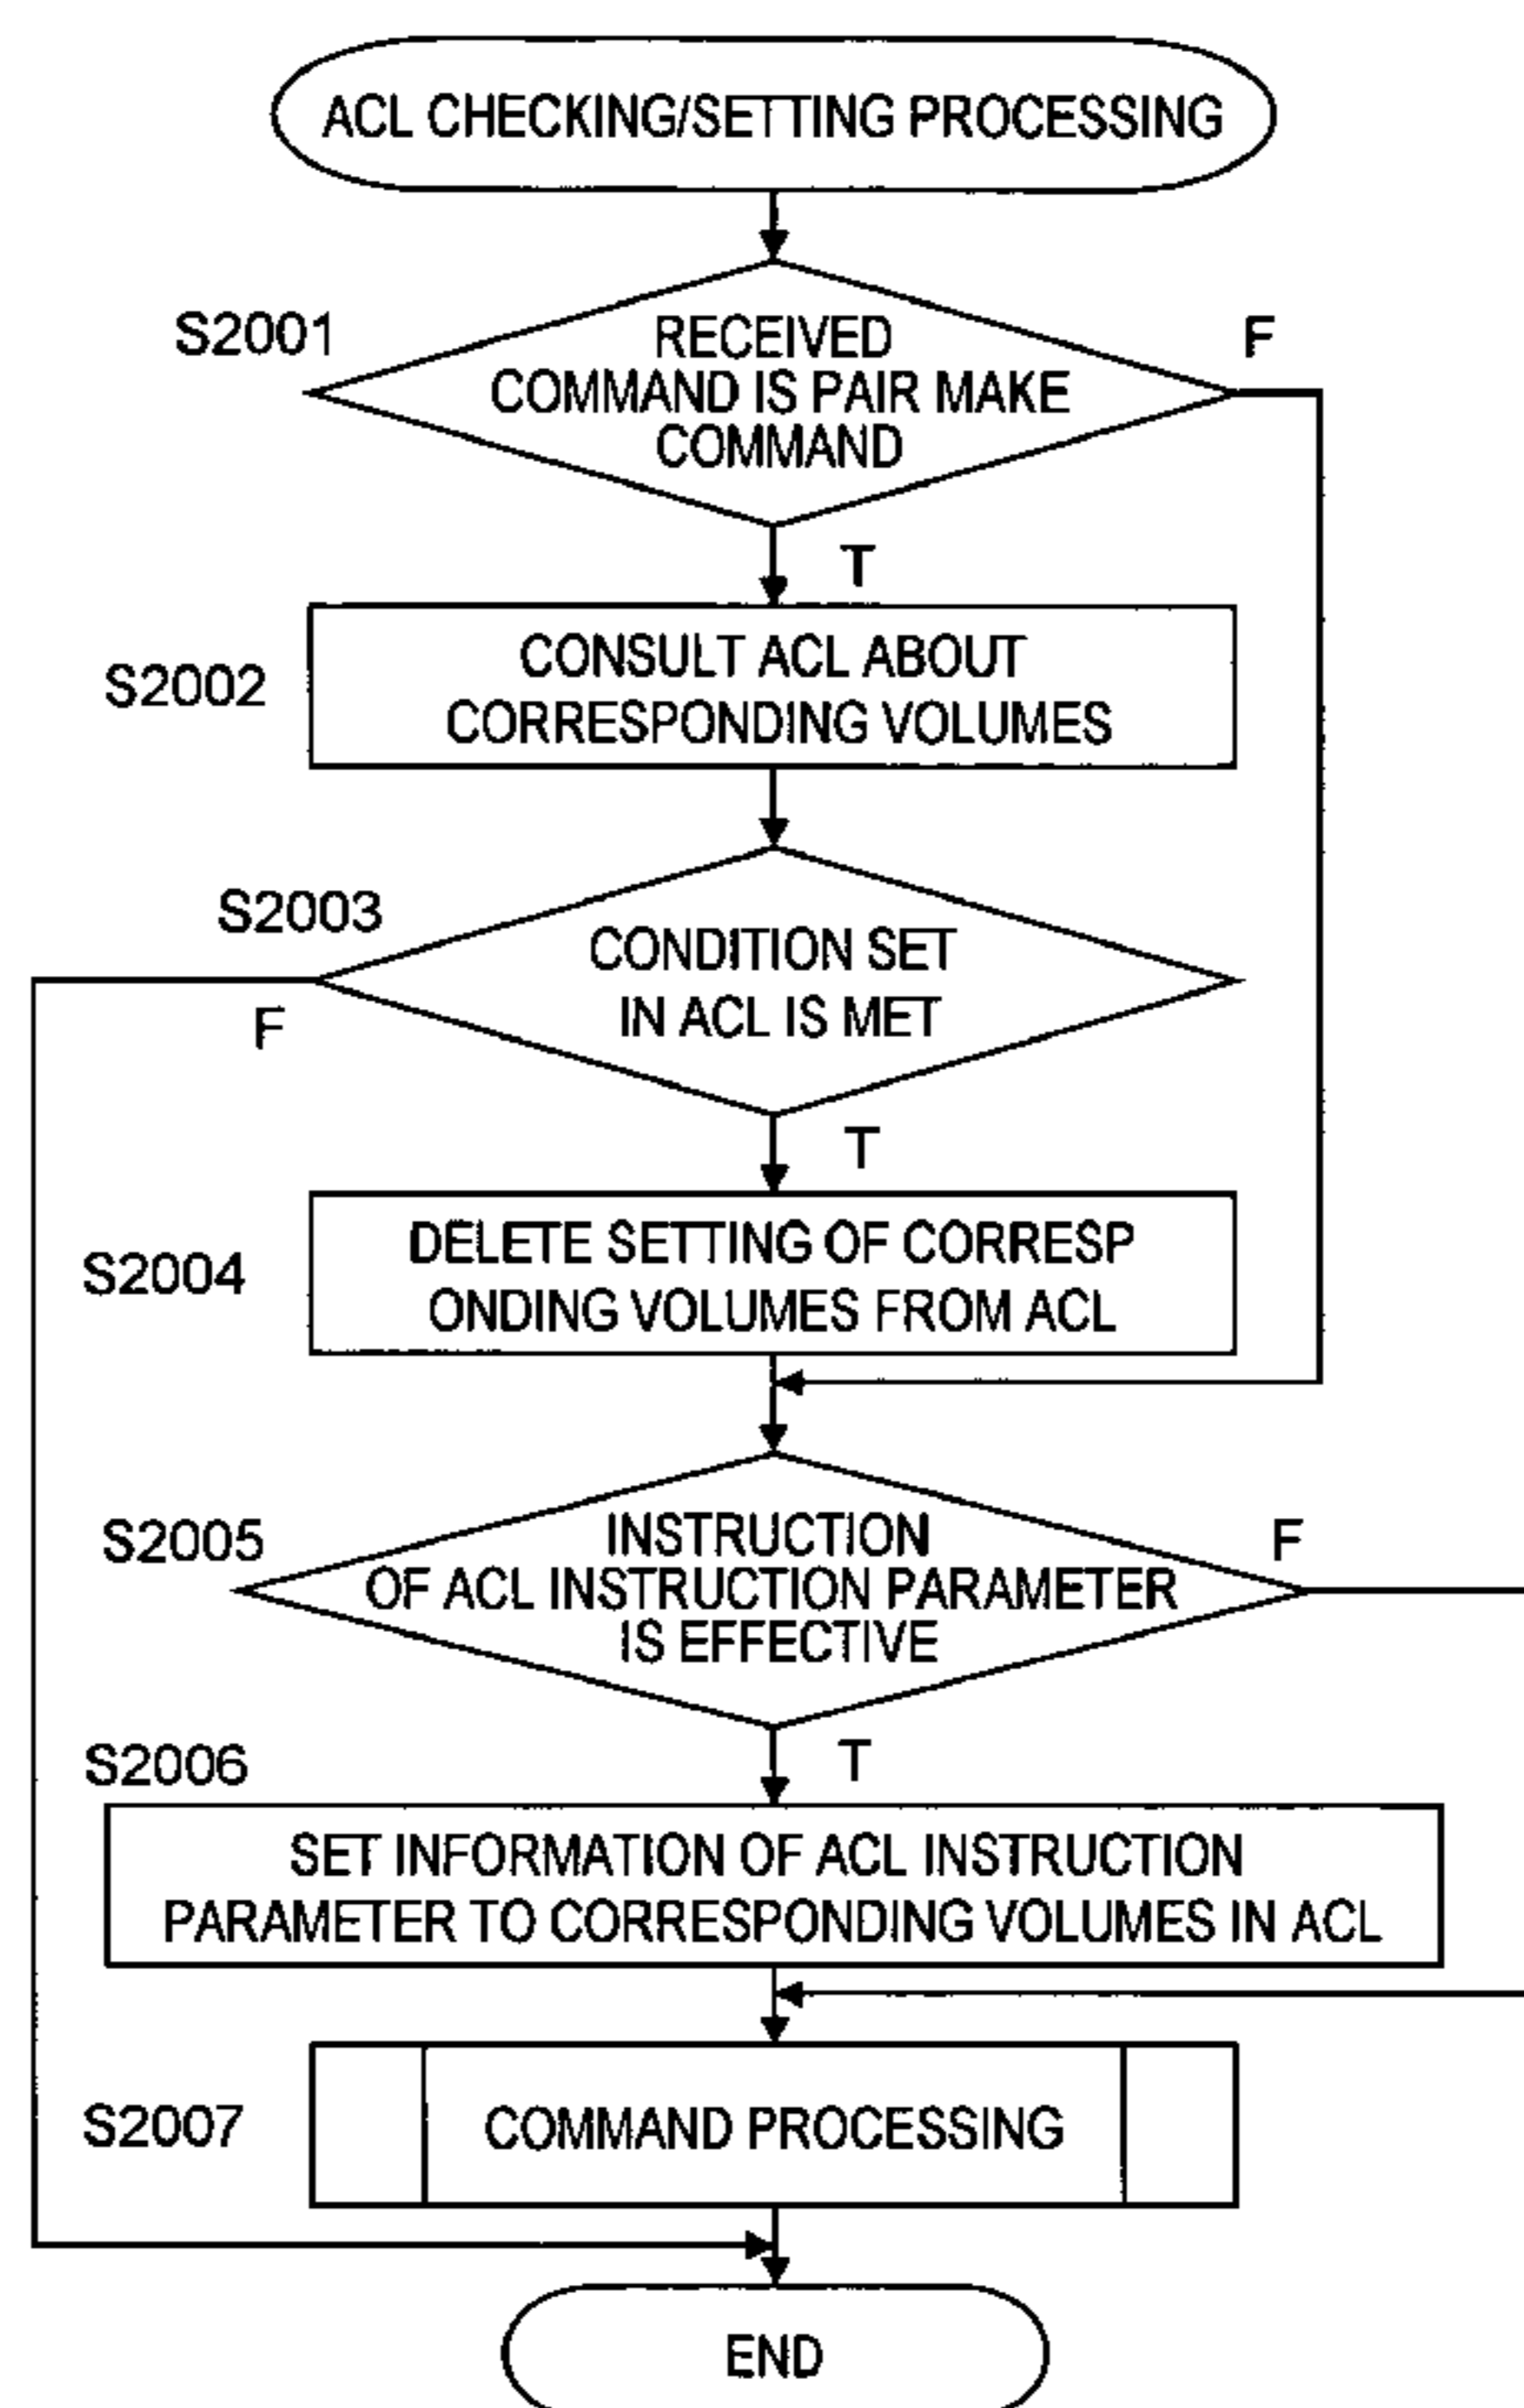 ACL CHECKING/SETTING PROCESSING
S2001
RECEIVED
COMMAND IS PAIR MAKE
COMMAND
F
T
S2002
CONSULT ACL ABOUT
CORRESPONDING VOLUMES
S2003
CONDITION SET
IN ACL IS MET
F
T
S2004
DELETE SETTING OF CORRESP
ONDING VOLUMES FROM ACL
S2005
INSTRUCTION
OF ACL INSTRUCTION PARAMETER
IS EFFECTIVE
F
T
S2006
SET INFORMATION OF ACL INSTRUCTION
PARAMETER TO CORRESPONDING VOLUMES IN ACL
S2007
COMMAND PROCESSING
END